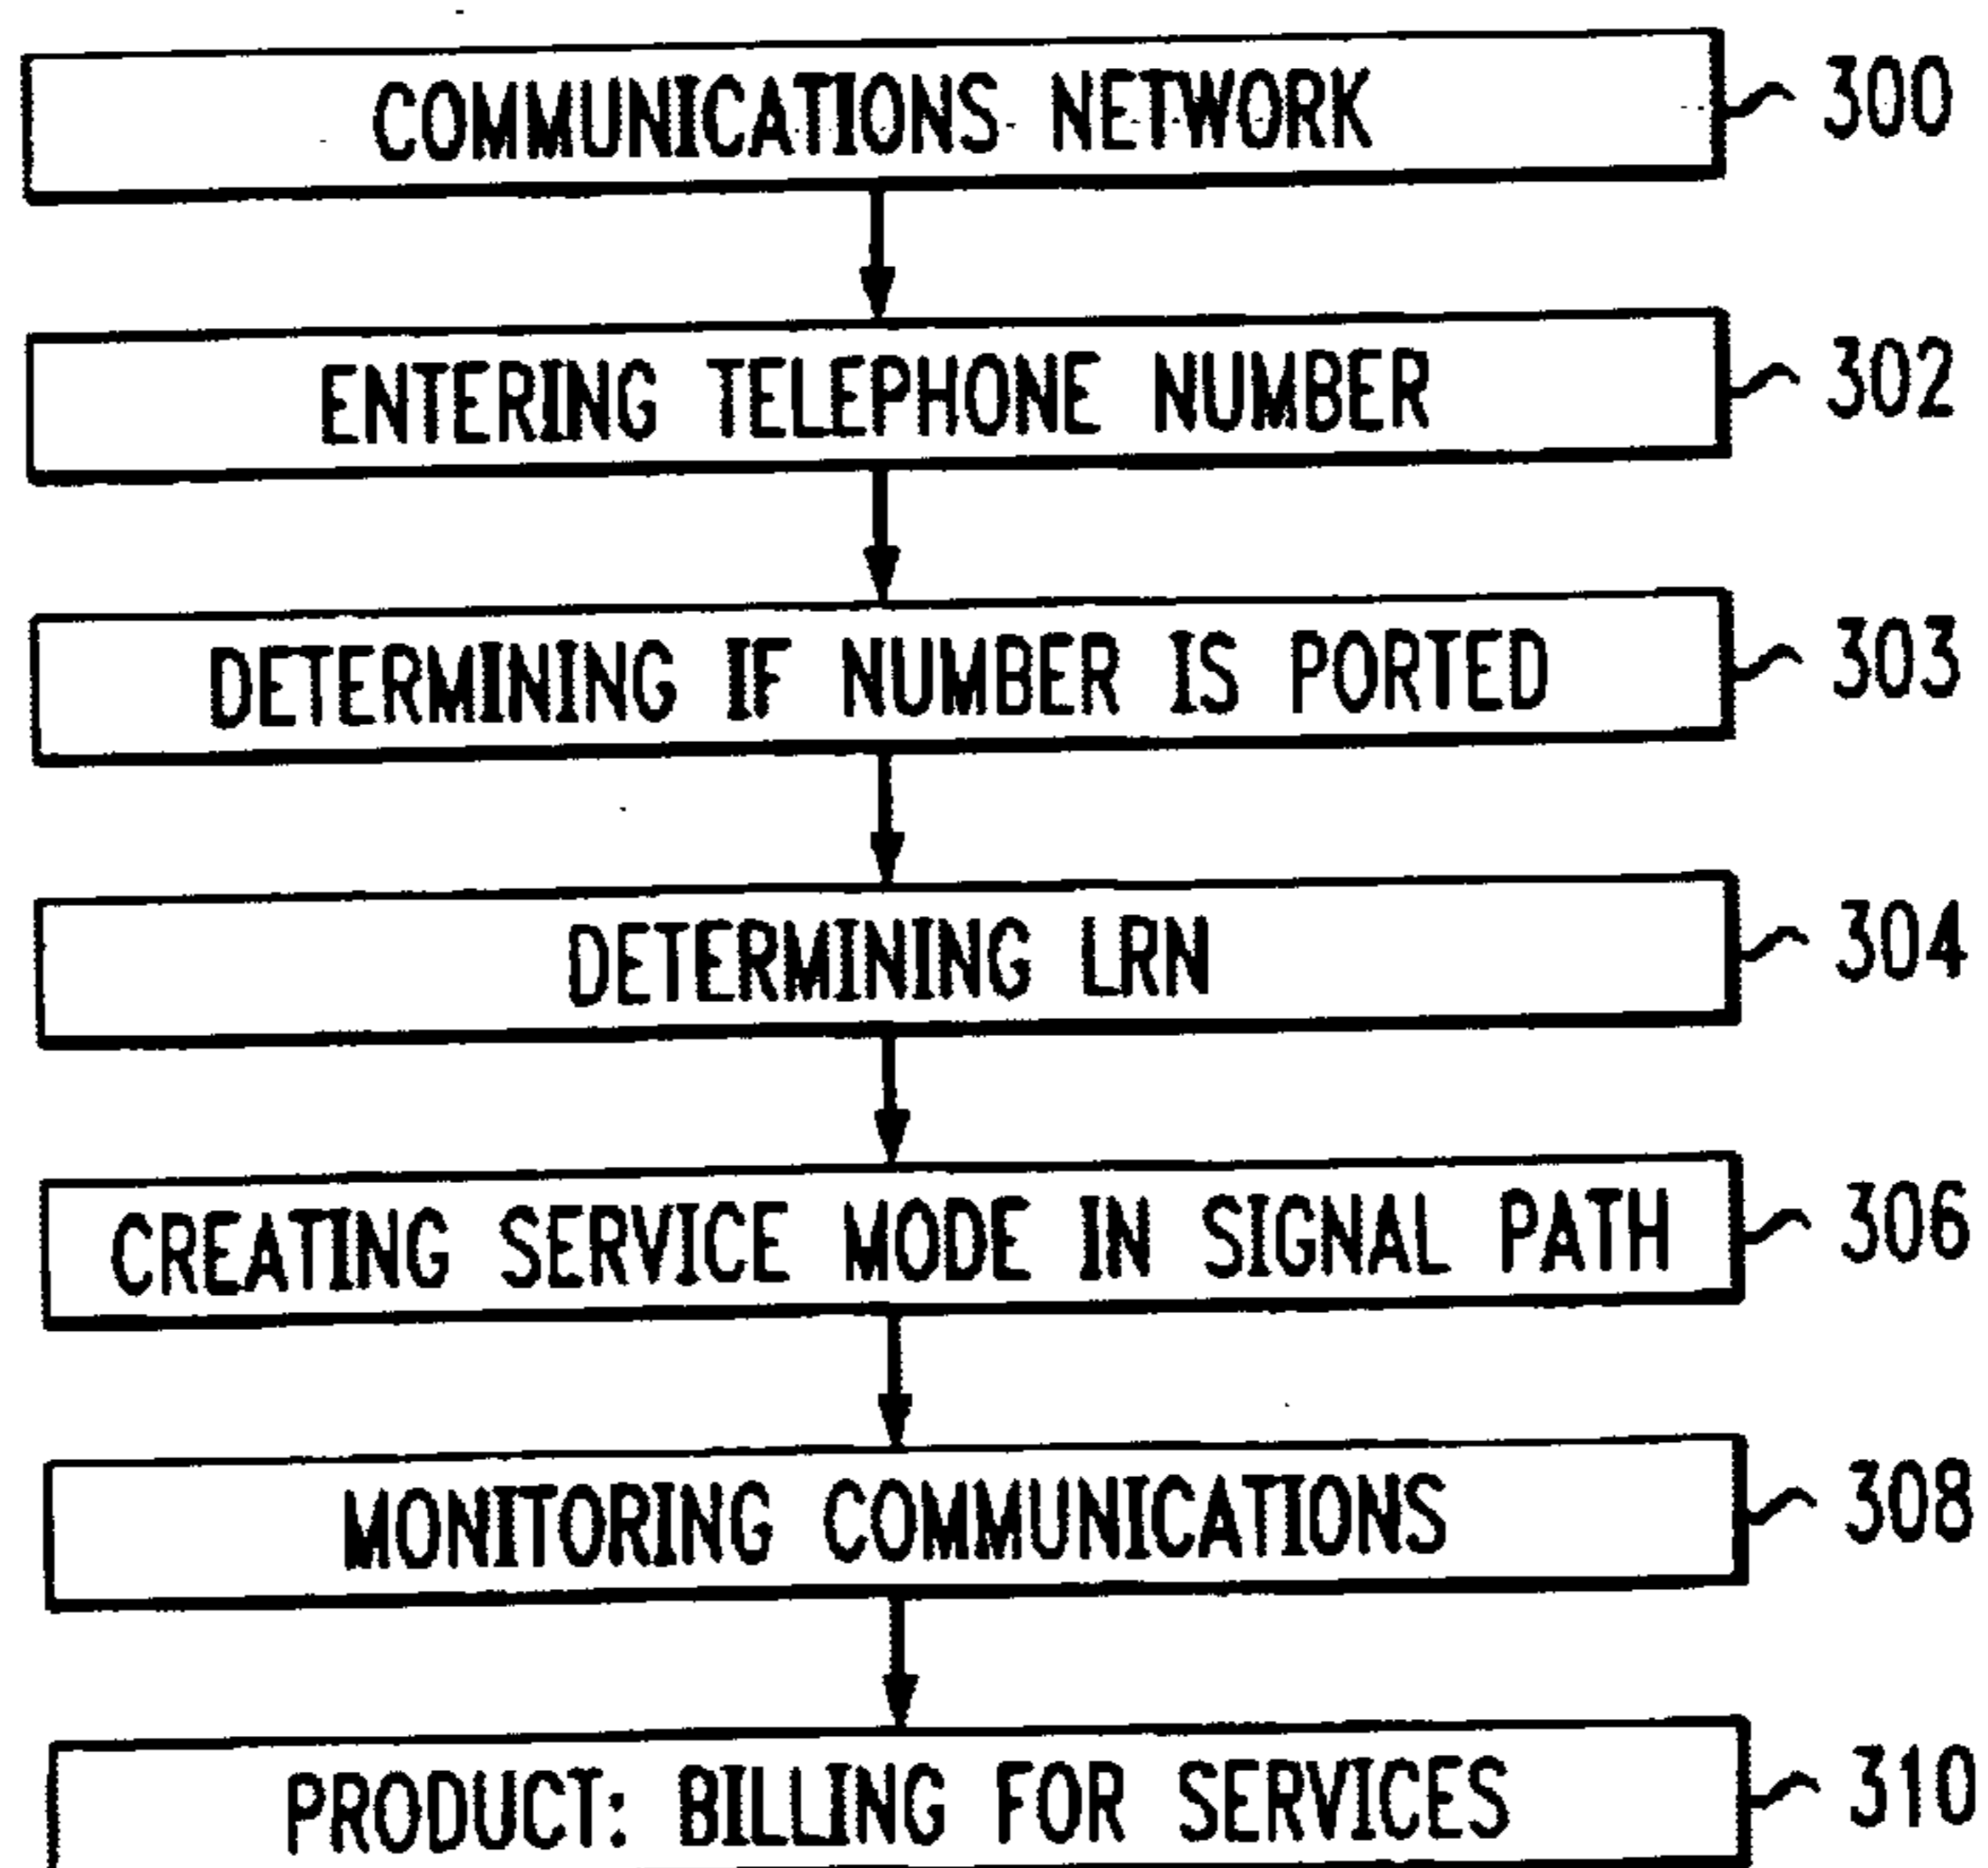 COMMUNICATIONS NETWORK 300
ENTERING TELEPHONE NUMBER 302
DETERMINING IF NUMBER IS PORTED 303
DETERMINING LRN 304
CREATING SERVICE MODE IN SIGNAL PATH 306
MONITORING COMMUNICATIONS 308
PRODUCT: BILLING FOR SERVICES 310